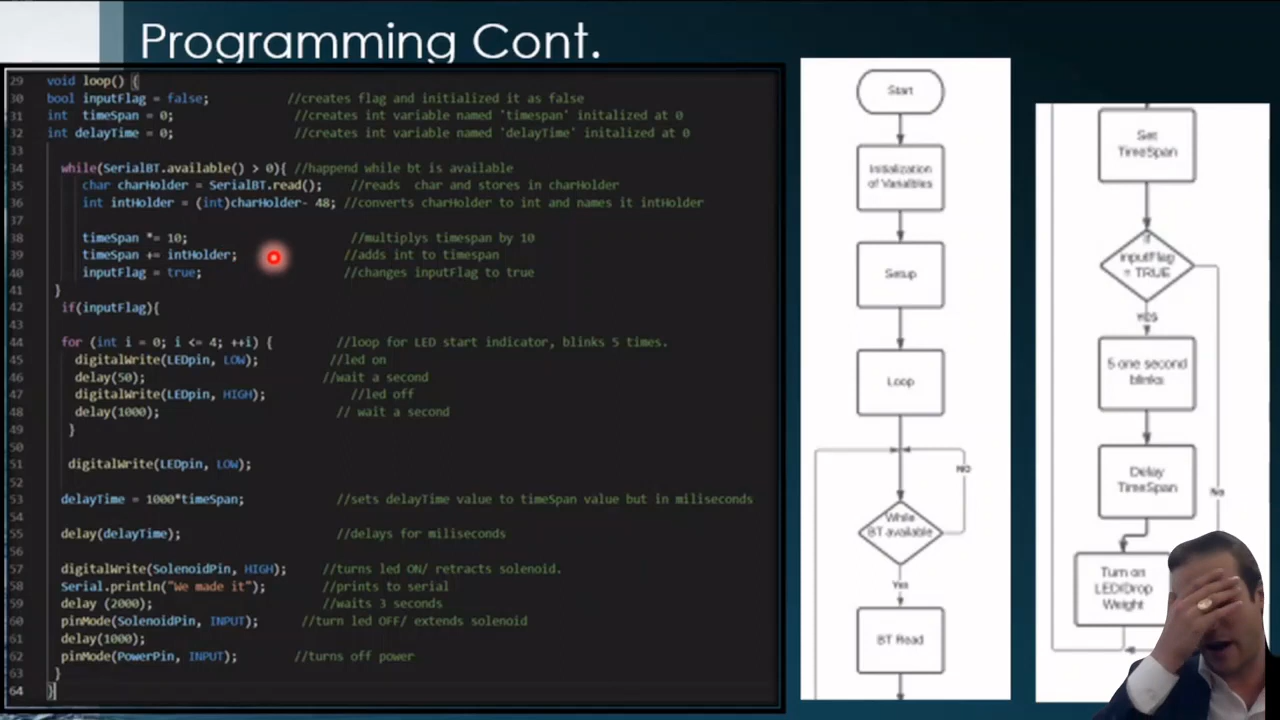 Programming Cont.
29 void loop() {
30 bool inputFlag = false; //creates flag and initialized it as false
31 int timeSpan = 0; //creates int variable named 'timespan' initalized at 0
32 int delayTime = 0; //creates int variable named 'delayTime' initalized at 0
33
34 while(SerialBT.available() > 0){ //happend while bt is available
35 char charHolder = SerialBT.read(); //reads char and stores in charHolder
36 int intHolder = (int)charHolder- 48; //converts charHolder to int and names it intHolder
37
38 timeSpan *= 10; //multiplys timespan by 10
39 timeSpan += intHolder; //adds int to timespan
40 inputFlag = true; //changes inputFlag to true
41 }
42 if(inputFlag){
43
44 for (int i = 0; i <= 4; ++i) { //loop for LED start indicator, blinks 5 times.
45 digitalWrite(LEDpin, LOW); //led on
46 delay(50); //wait a second
47 digitalWrite(LEDpin, HIGH); //led off
48 delay(1000); // wait a second
49 }
50
51 digitalWrite(LEDpin, LOW);
52
53 delayTime = 1000*timeSpan; //sets delayTime value to timeSpan value but in miliseconds
54
55 delay(delayTime); //delays for miliseconds
56
57 digitalWrite(SolenoidPin, HIGH); //turns led ON/ retracts solenoid.
58 Serial.println("We made it"); //prints to serial
59 delay (2000); //waits 3 seconds
60 pinMode(SolenoidPin, INPUT); //turn led OFF/ extends solenoid
61 delay(1000);
62 pinMode(PowerPin, INPUT); //turns off power
63 }
64 }
Start
Initialization
of Varialbles
Setup
Loop
NO
While
BT available
Yes
BT Read
Set
TimeSpan
If
inputFlag
= TRUE
YES
5 one second
blinks
Delay
TimeSpan
No
Turn on
LED/Drop
Weight